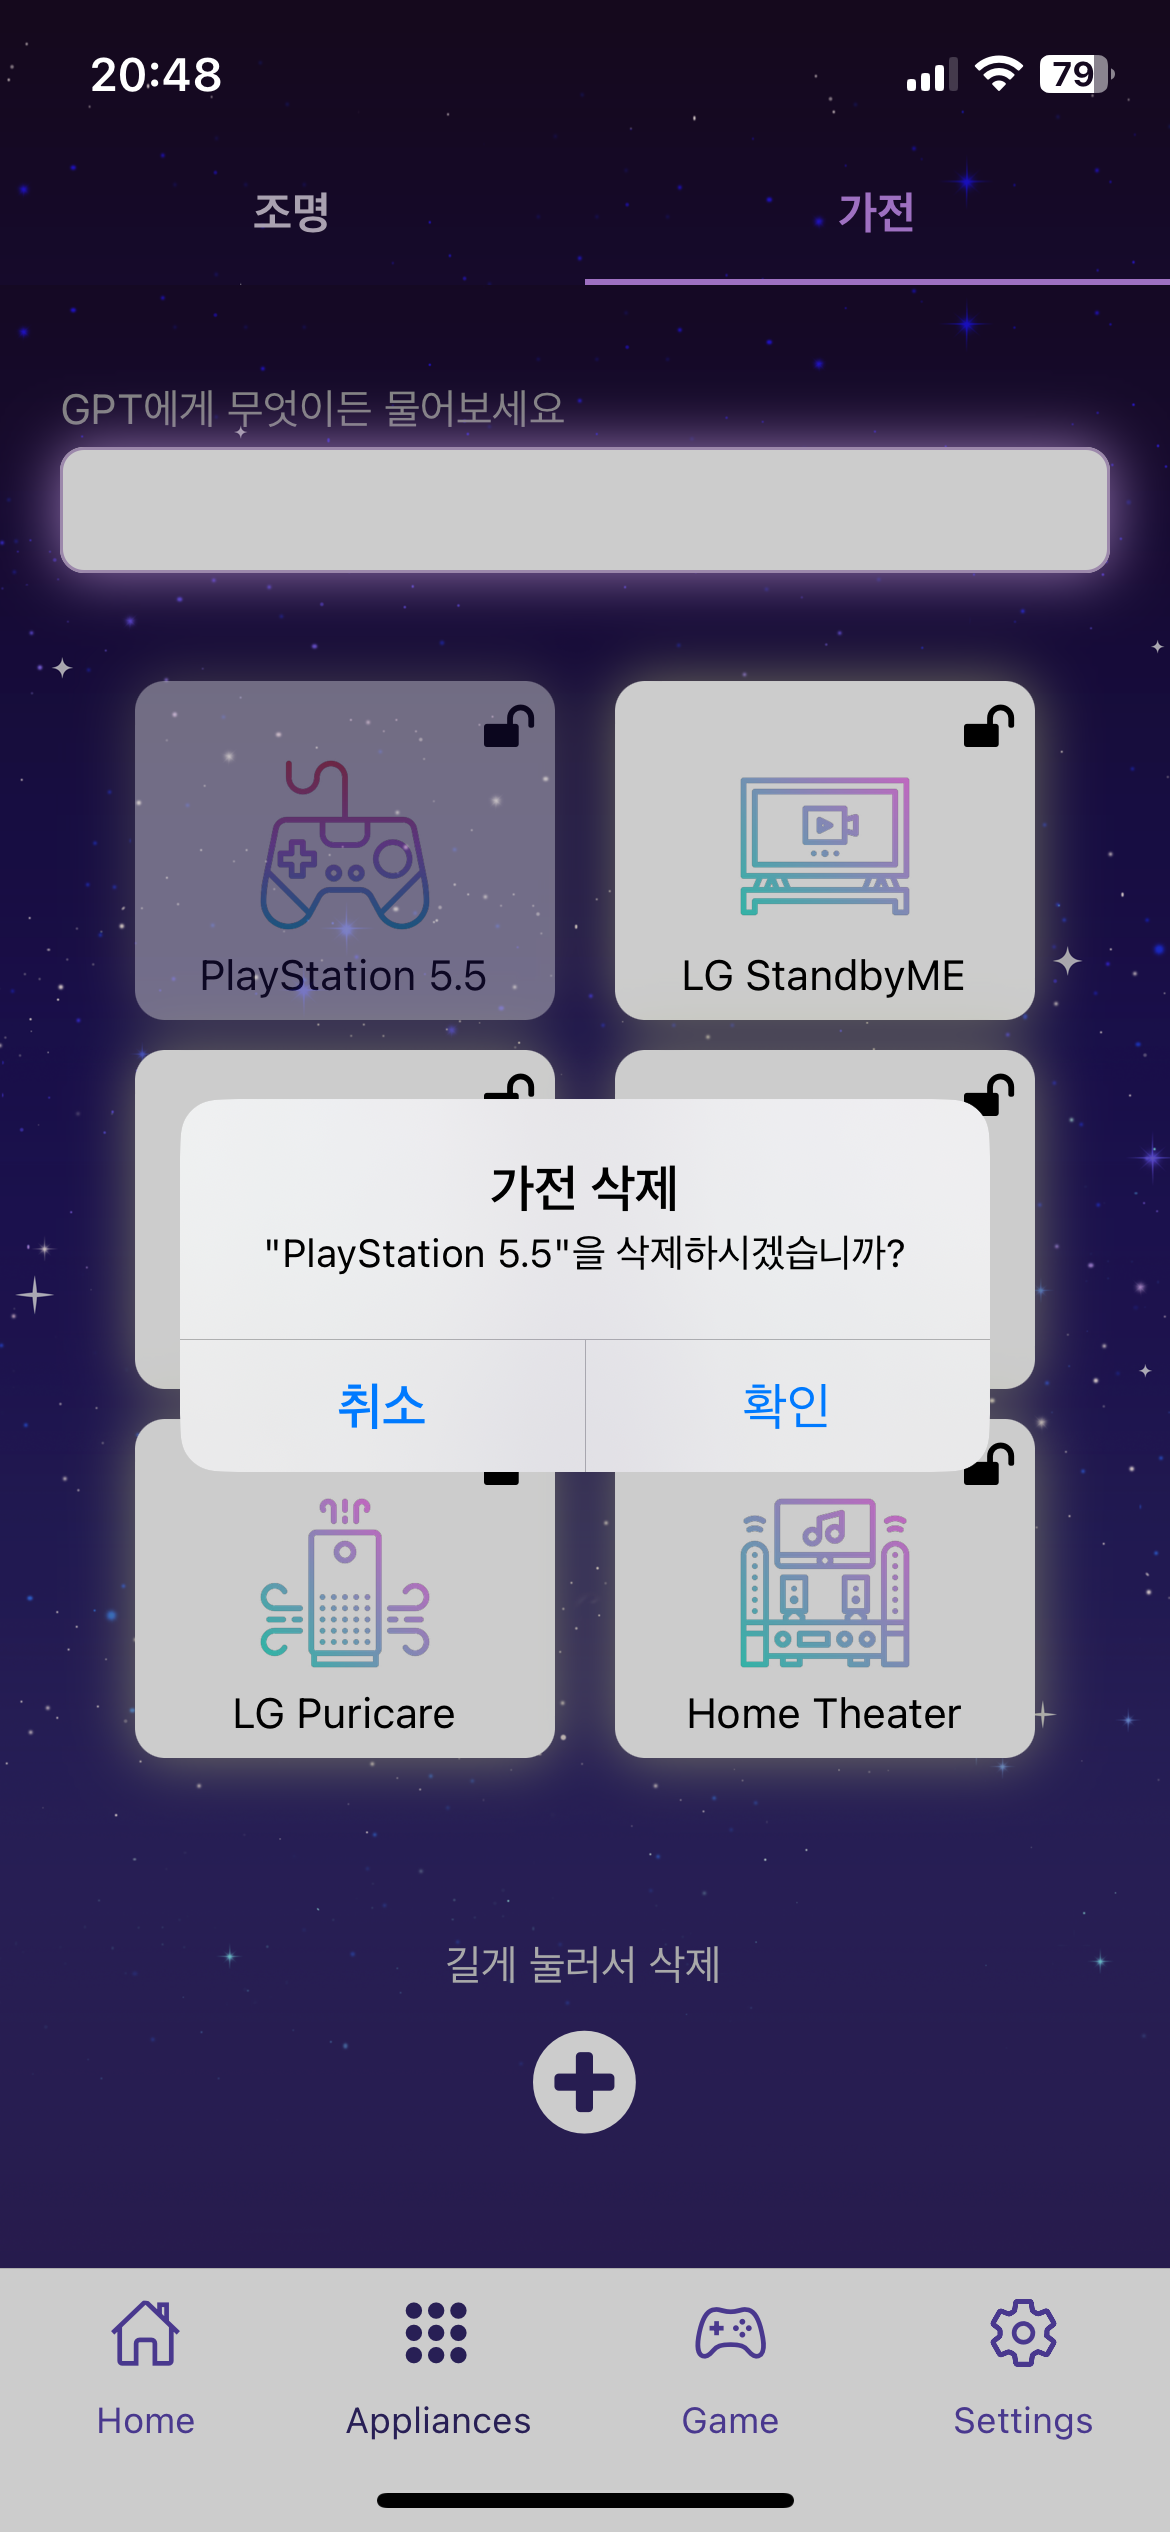 20:48
79
조명
가전
GPT에게 무엇이든 물어보세요
PlayStation 5.5
LG StandbyME
가전 삭제
"PlayStation 5.5"을 삭제하시겠습니까?
취소
확인
LG Puricare
Home Theater
길게 눌러서 삭제
Home
Appliances
Game
Settings